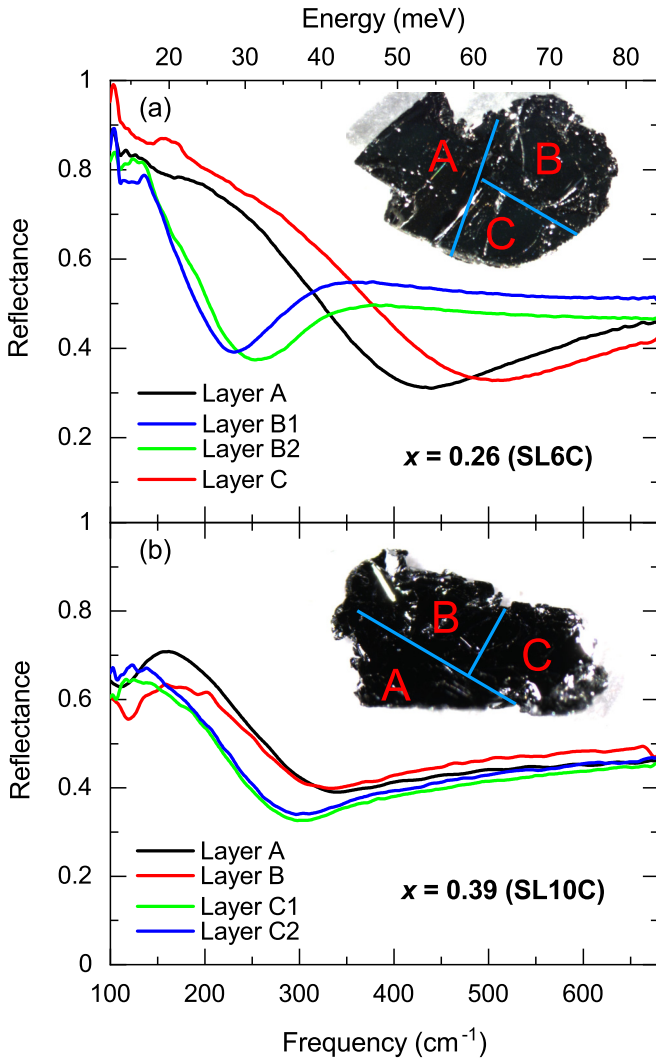 Energy (meV)
20 30 40 50 60 70 80
1
(a)
A
B
C
0.8
0.6
0.4
0.2
Reflectance
Layer A
Layer B1
Layer B2
Layer C
x = 0.26 (SL6C)
1
(b)
B
C
A
0.8
0.6
0.4
0.2
0
Reflectance
Layer A
Layer B
Layer C1
Layer C2
x = 0.39 (SL10C)
100 200 300 400 500 600
Frequency (cm⁻¹)